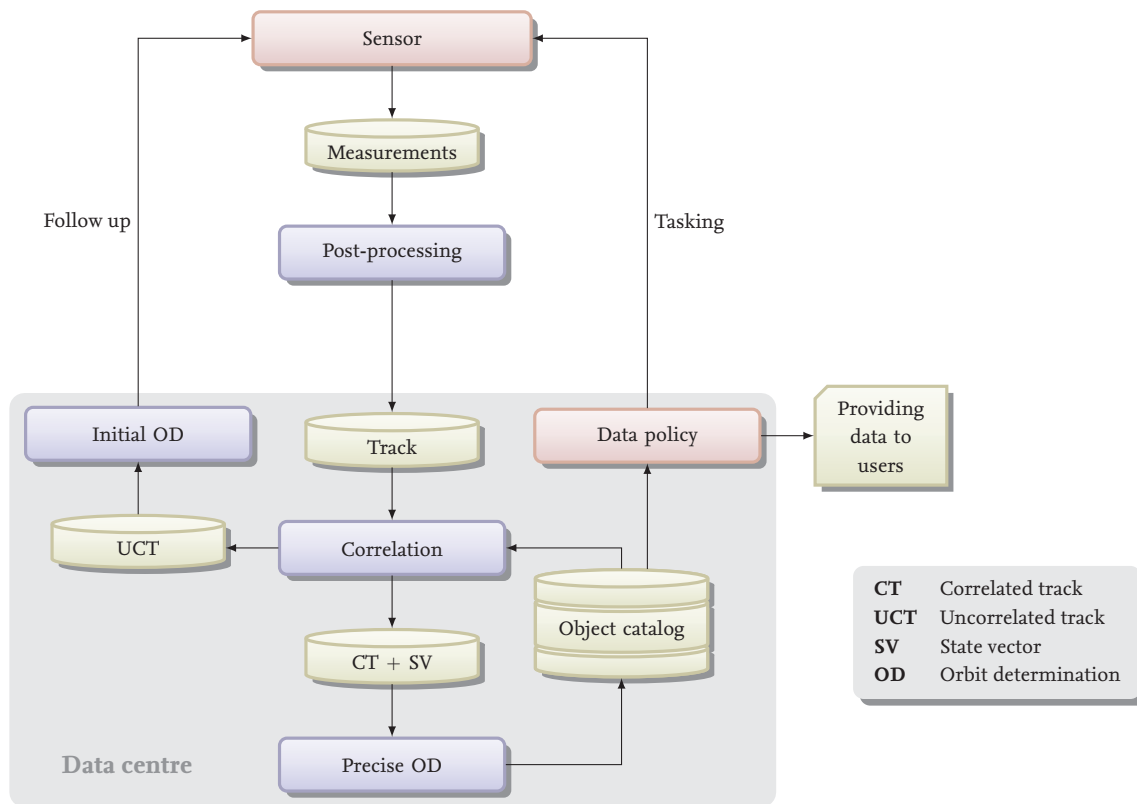 Sensor
Measurements
Follow up
Tasking
Post-processing
Initial OD
Track
Data policy
Providing
data to
users
UCT
Correlation
CT + SV
Object catalog
Precise OD
Data centre
CT Correlated track
UCT Uncorrelated track
SV State vector
OD Orbit determination